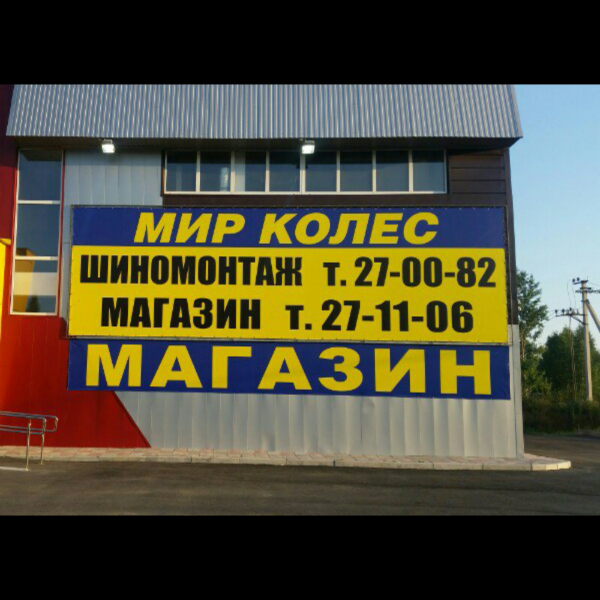 МИР КОЛЕС
ШИНОМОНТАЖ т. 27-00-82
МАГАЗИН т. 27-11-06
МАГАЗИН